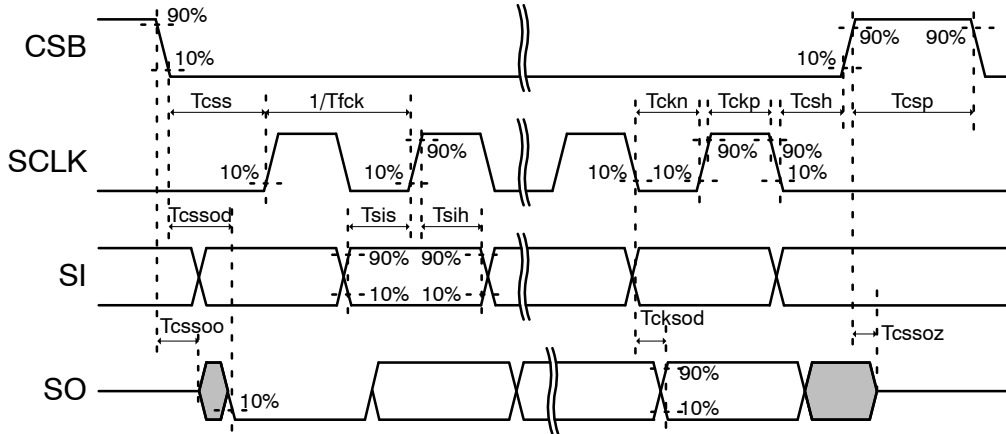 90%
CSB
10%
10%
90%
90%
Tcss
1/Tfck
Tckn
Tckp
Tcsh
Tcsp
SCLK
10%
10%
90%
10%
10%
90%
90%
10%
Tcssod
Tsis
Tsih
SI
90%
90%
10%
10%
Tcssoo
Tcksod
Tcssoz
SO
10%
90%
10%